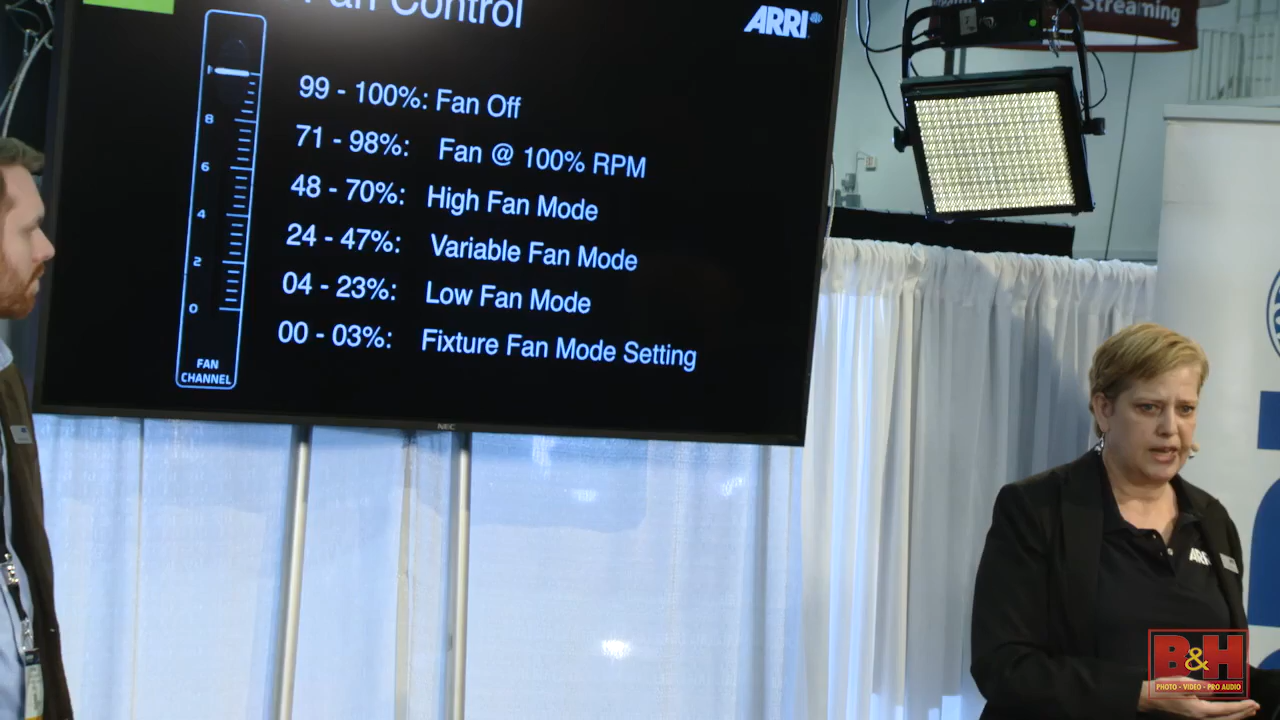 Fan Control
ARRI
Streaming
99 - 100%: Fan Off
71 - 98%: Fan @ 100% RPM
48 - 70%: High Fan Mode
24 - 47%: Variable Fan Mode
04 - 23%: Low Fan Mode
00 - 03%: Fixture Fan Mode Setting
8
6
4
2
0
FAN
CHANNEL
NEC
ARRI
B&H
PHOTO - VIDEO - PRO AUDIO